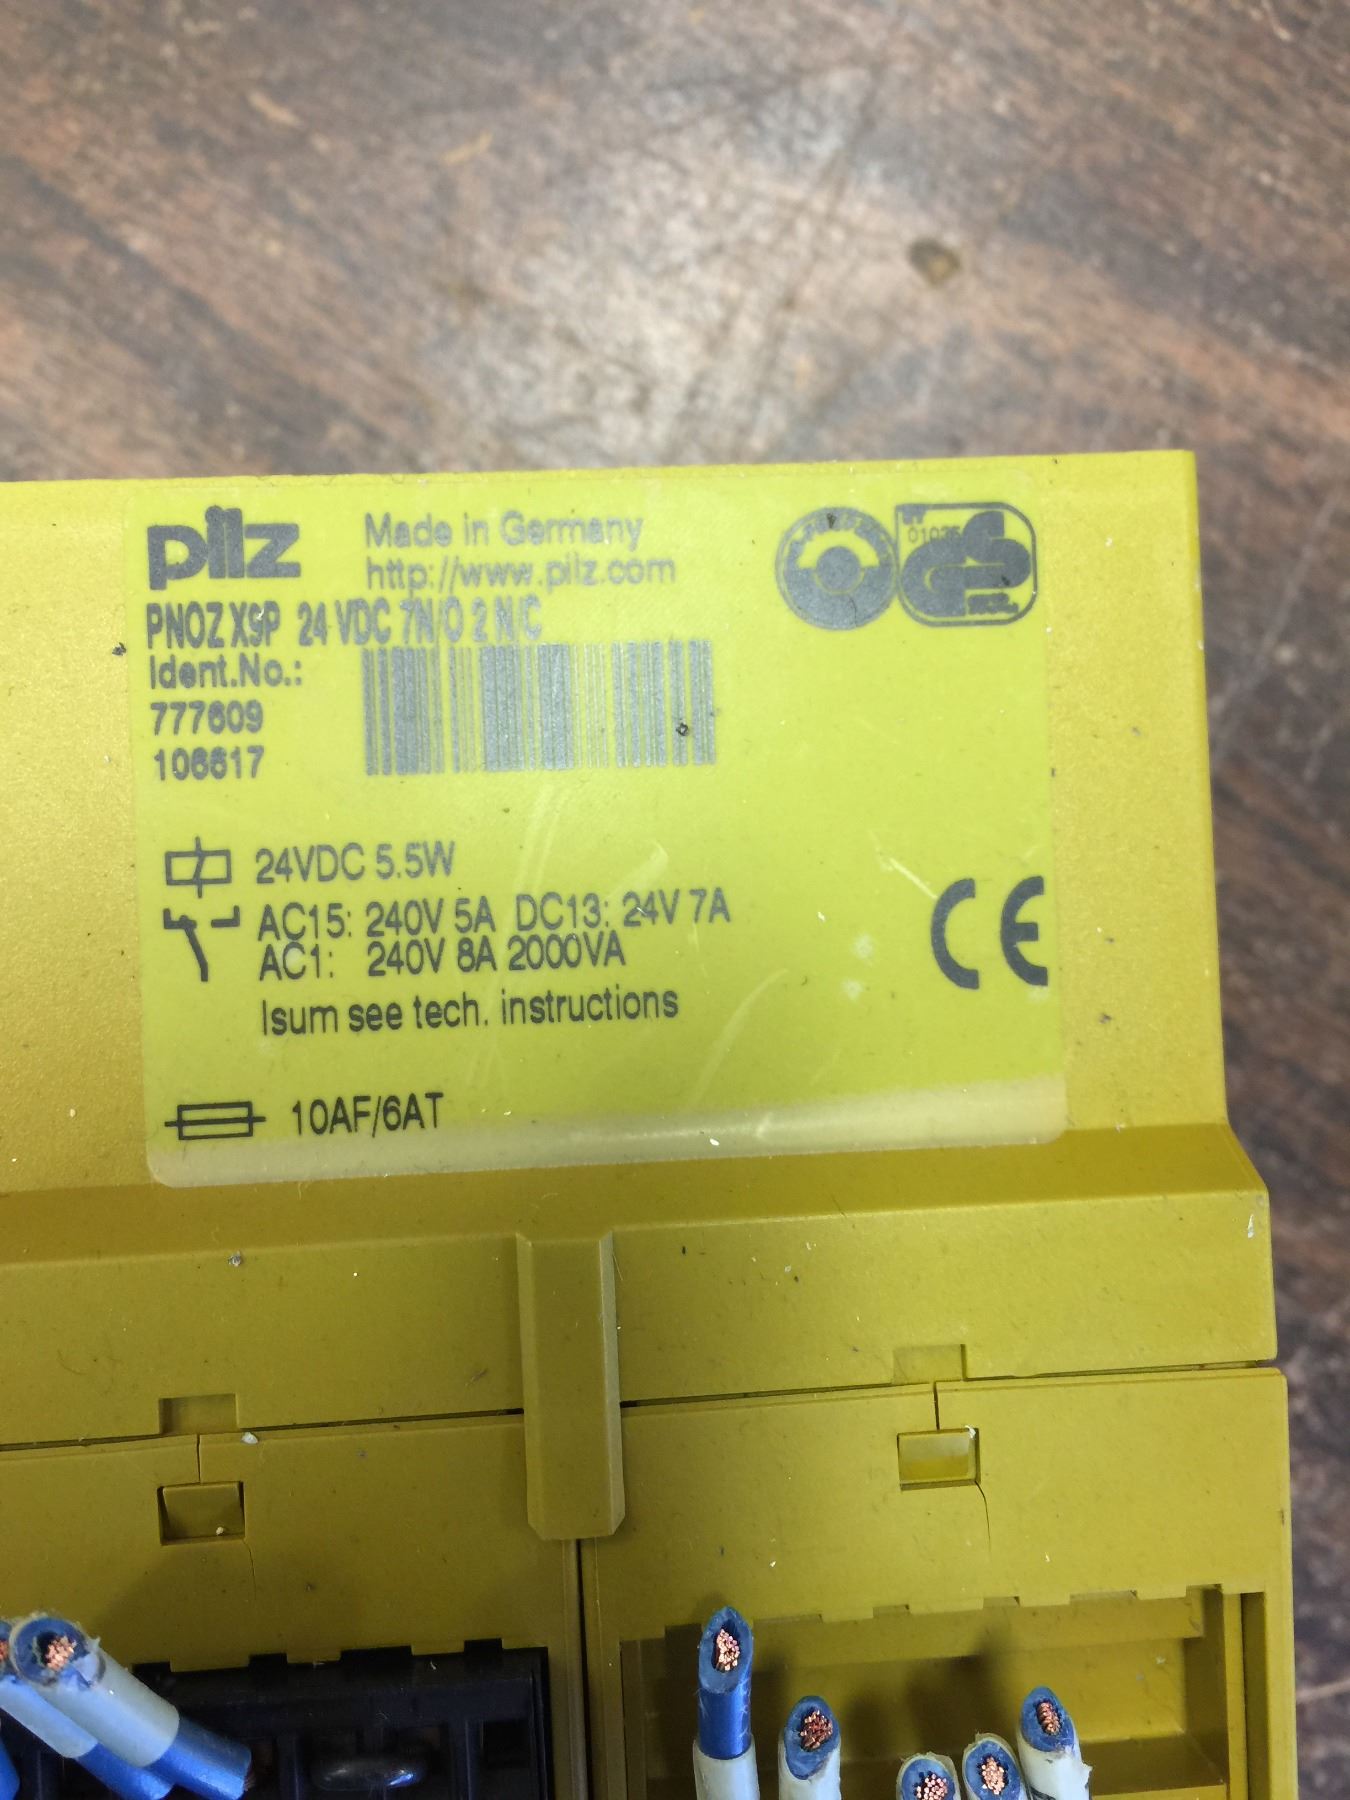 pilz
Made in Germany
http://www.pilz.com
PNOZ X9P 24 VDC 7N/O 2 N/C
Ident.No.:
777609
106617
24VDC 5.5W
AC15: 240V 5A DC13: 24V 7A
AC1: 240V 8A 2000VA
Isum see tech. instructions
10AF/6AT
GS
CE